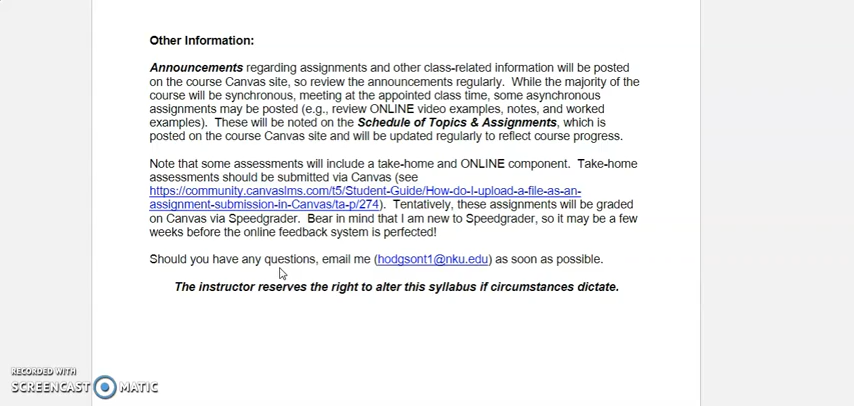 Other Information:
Announcements regarding assignments and other class-related information will be posted
on the course Canvas site, so review the announcements regularly. While the majority of the
course will be synchronous, meeting at the appointed class time, some asynchronous
assignments may be posted (e.g., review ONLINE video examples, notes, and worked
examples). These will be noted on the Schedule of Topics & Assignments, which is
posted on the course Canvas site and will be updated regularly to reflect course progress.
Note that some assessments will include a take-home and ONLINE component. Take-home
assessments should be submitted via Canvas (see
https://community.canvaslms.com/t5/Student-Guide/How-do-I-upload-a-file-as-an-
assignment-submission-in-Canvas/ta-p/274). Tentatively, these assignments will be graded
on Canvas via Speedgrader. Bear in mind that I am new to Speedgrader, so it may be a few
weeks before the online feedback system is perfected!
Should you have any questions, email me (hodgsont1@nku.edu) as soon as possible.
The instructor reserves the right to alter this syllabus if circumstances dictate.
RECORDED WITH
SCREENCAST MATIC